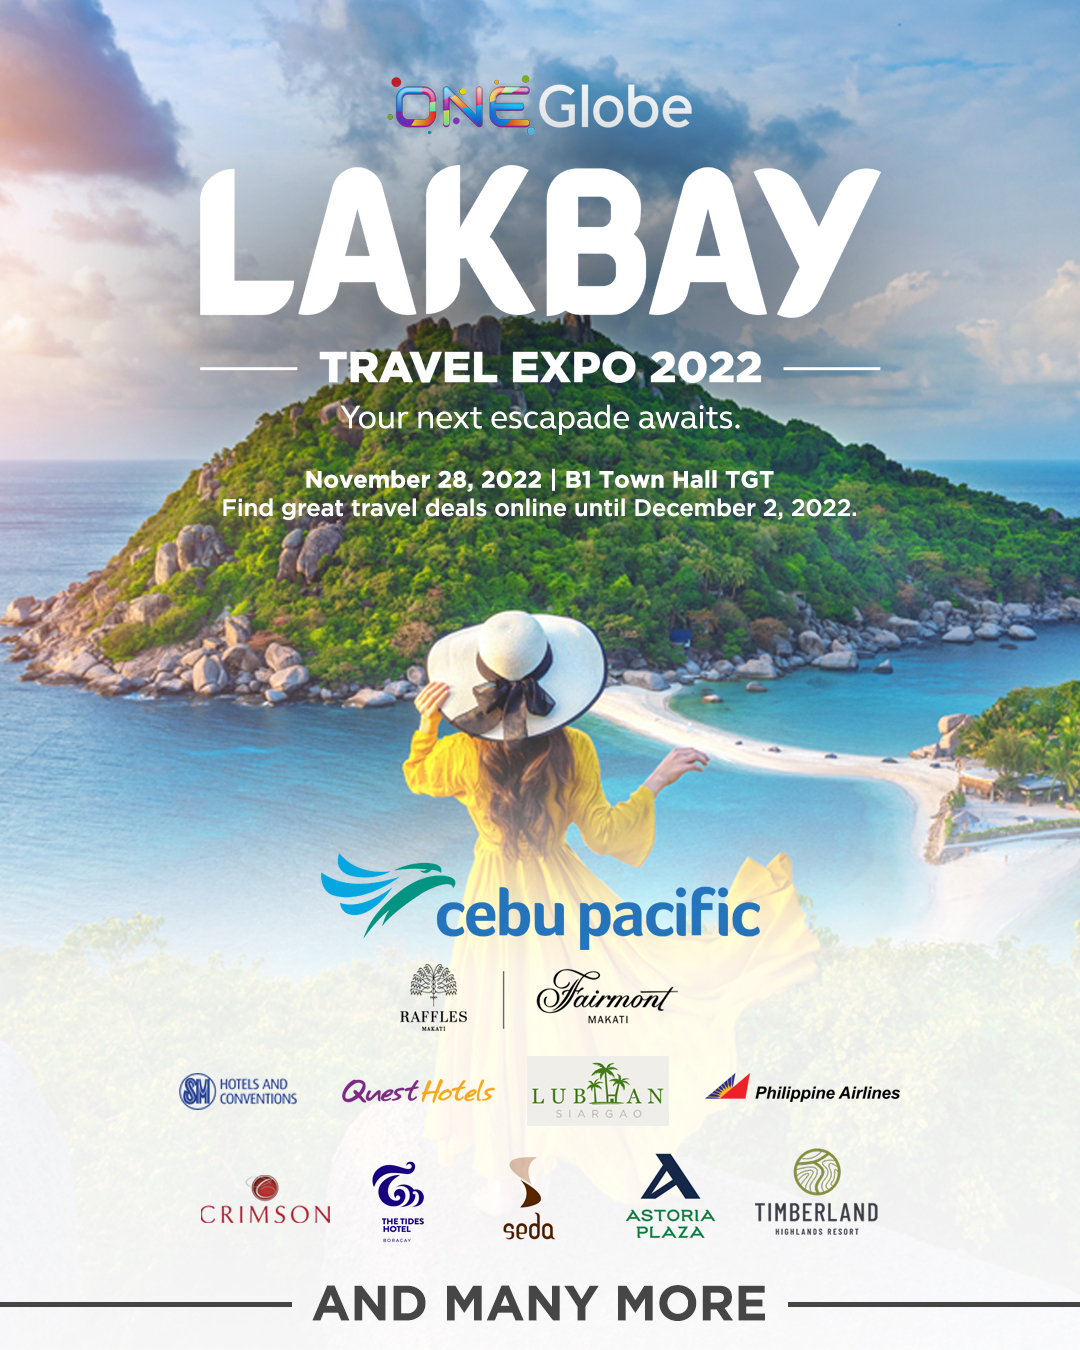 ONE Globe
LAKBAY
TRAVEL EXPO 2022
Your next escapade awaits.
November 28, 2022 | B1 Town Hall TGT
Find great travel deals online until December 2, 2022.
cebu pacific
RAFFLES
MAKATI
Fairmont
MAKATI
SM HOTELS AND
CONVENTIONS
Quest Hotels
LUBIHAN
SIARGAO
Philippine Airlines
CRIMSON
THE TIDES
HOTEL
BORACAY
seda
ASTORIA
PLAZA
TIMBERLAND
HIGHLANDS RESORT
AND MANY MORE